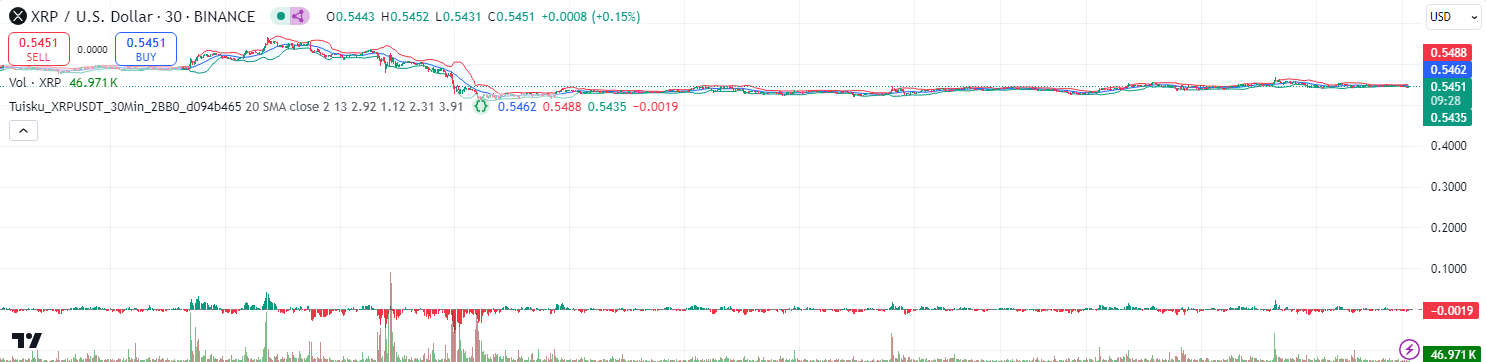 XRP / U.S. Dollar · 30 · BINANCE O0.5443 H0.5452 L0.5431 C0.5451 +0.0008 (+0.15%)
USD
0.5451
SELL
0.0000
0.5451
BUY
Vol · XRP 46.971 K
Tuisku_XRPUSDT_30Min_2BB0_d094b465 20 SMA close 2 13 2.92 1.12 2.31 3.91 {} 0.5462 0.5488 0.5435 −0.0019
0.5488
0.5462
0.5451
09:28
0.5435
0.4000
0.3000
0.2000
0.1000
−0.0019
46.971 K